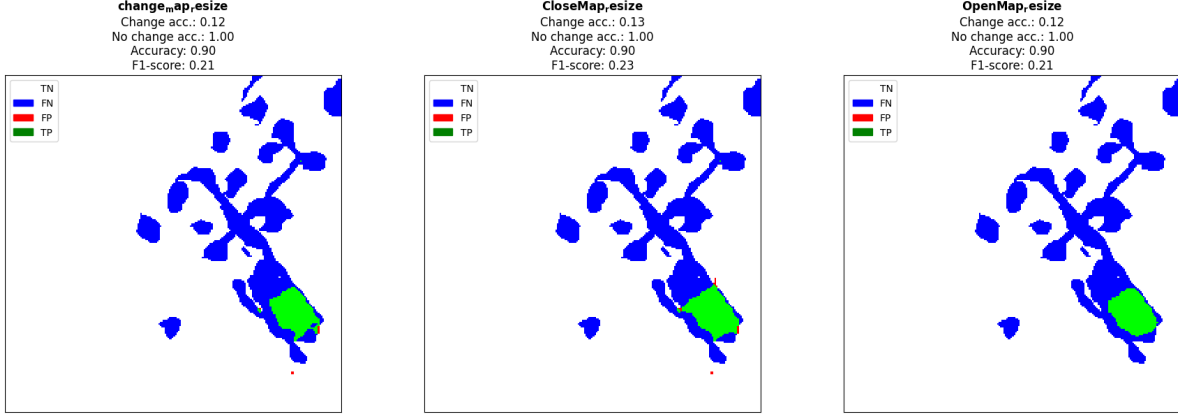 change_map_resize
Change acc.: 0.12
No change acc.: 1.00
Accuracy: 0.90
F1-score: 0.21
TN
FN
FP
TP
CloseMap_resize
Change acc.: 0.13
No change acc.: 1.00
Accuracy: 0.90
F1-score: 0.23
TN
FN
FP
TP
OpenMap_resize
Change acc.: 0.12
No change acc.: 1.00
Accuracy: 0.90
F1-score: 0.21
TN
FN
FP
TP